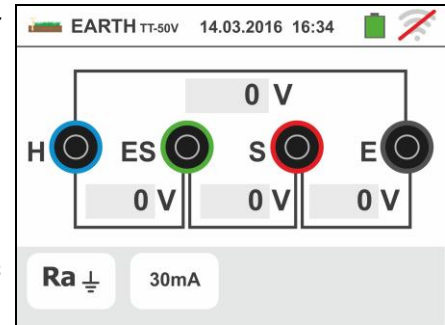 EARTH TT-50V 14.03.2016 16:34
0 V
H ES S E
0 V 0 V 0 V
Ra 30mA